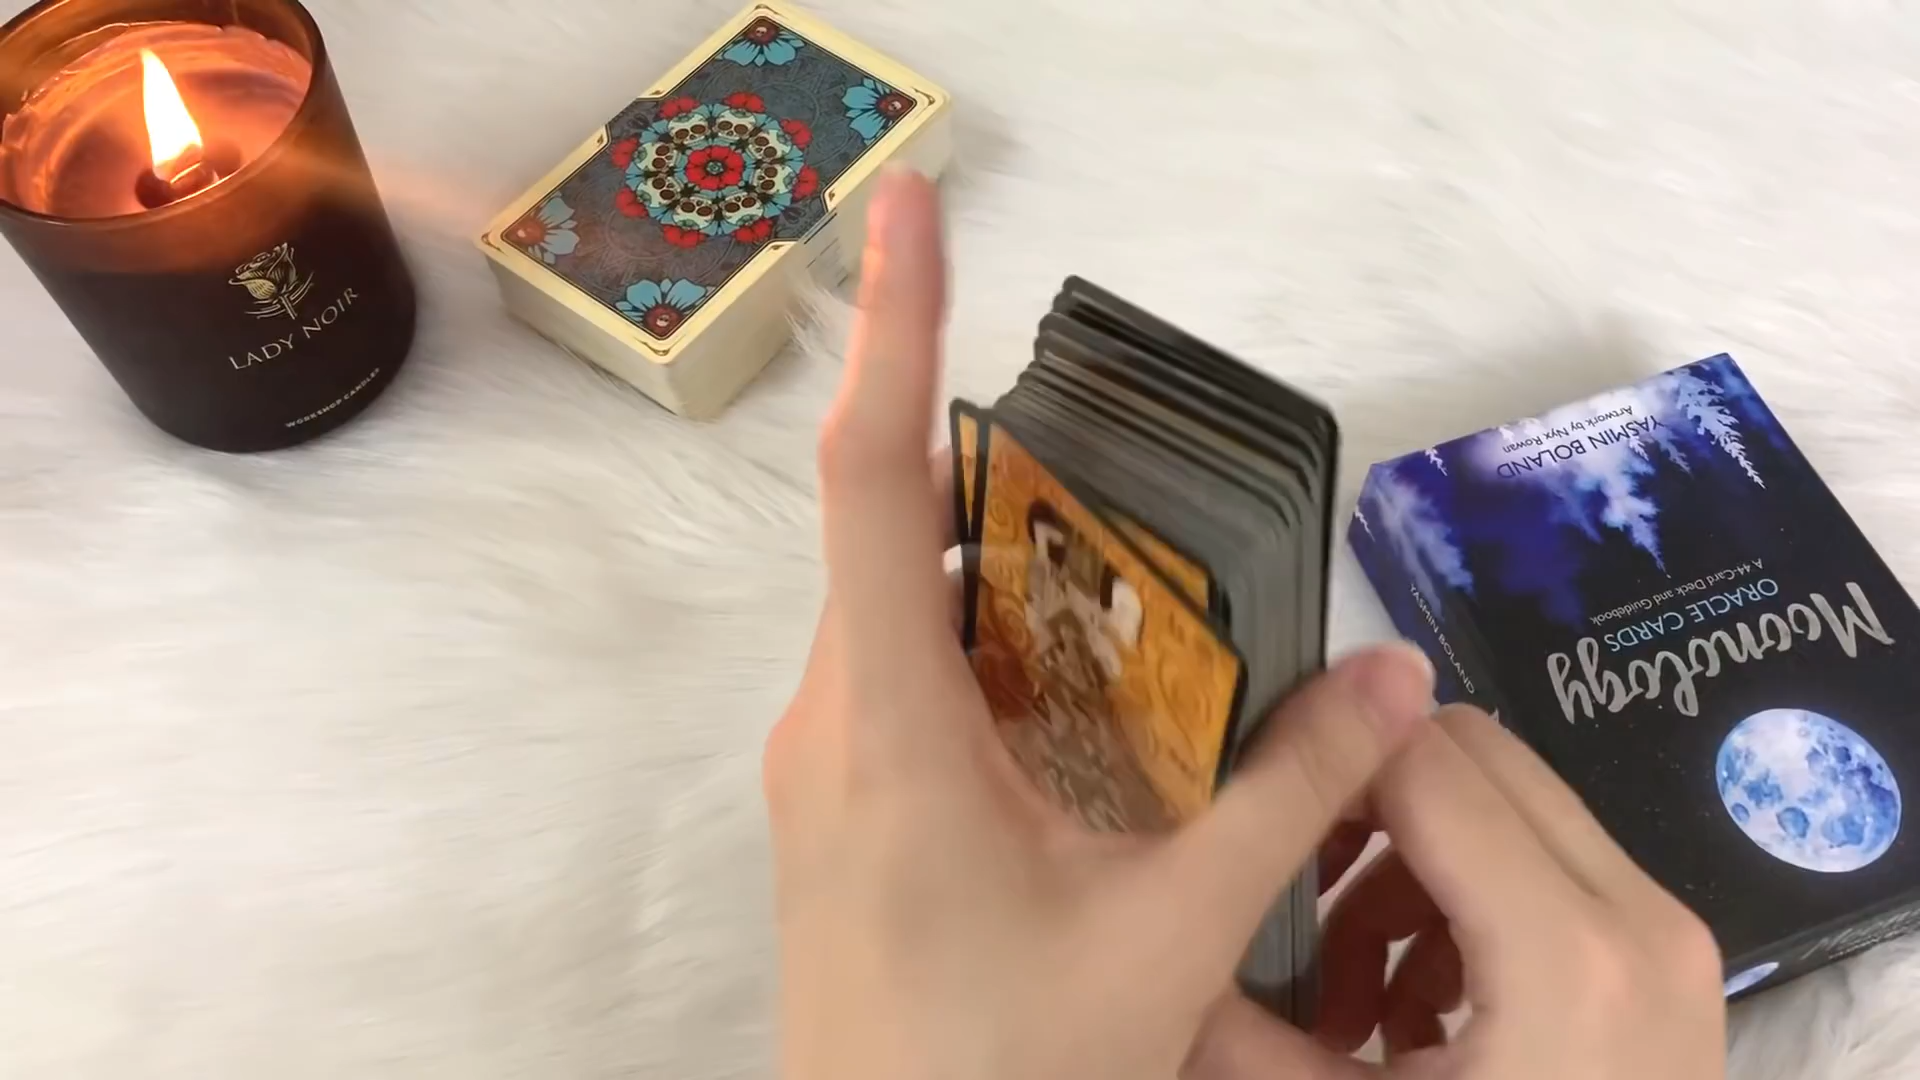 LADY NOIR
WORKSHOP CANDLES
YASMIN BOLAND
Artwork by Nyx Rowan
Moonology
ORACLE CARDS
A 44-Card Deck and Guidebook
YASMIN BOLAND